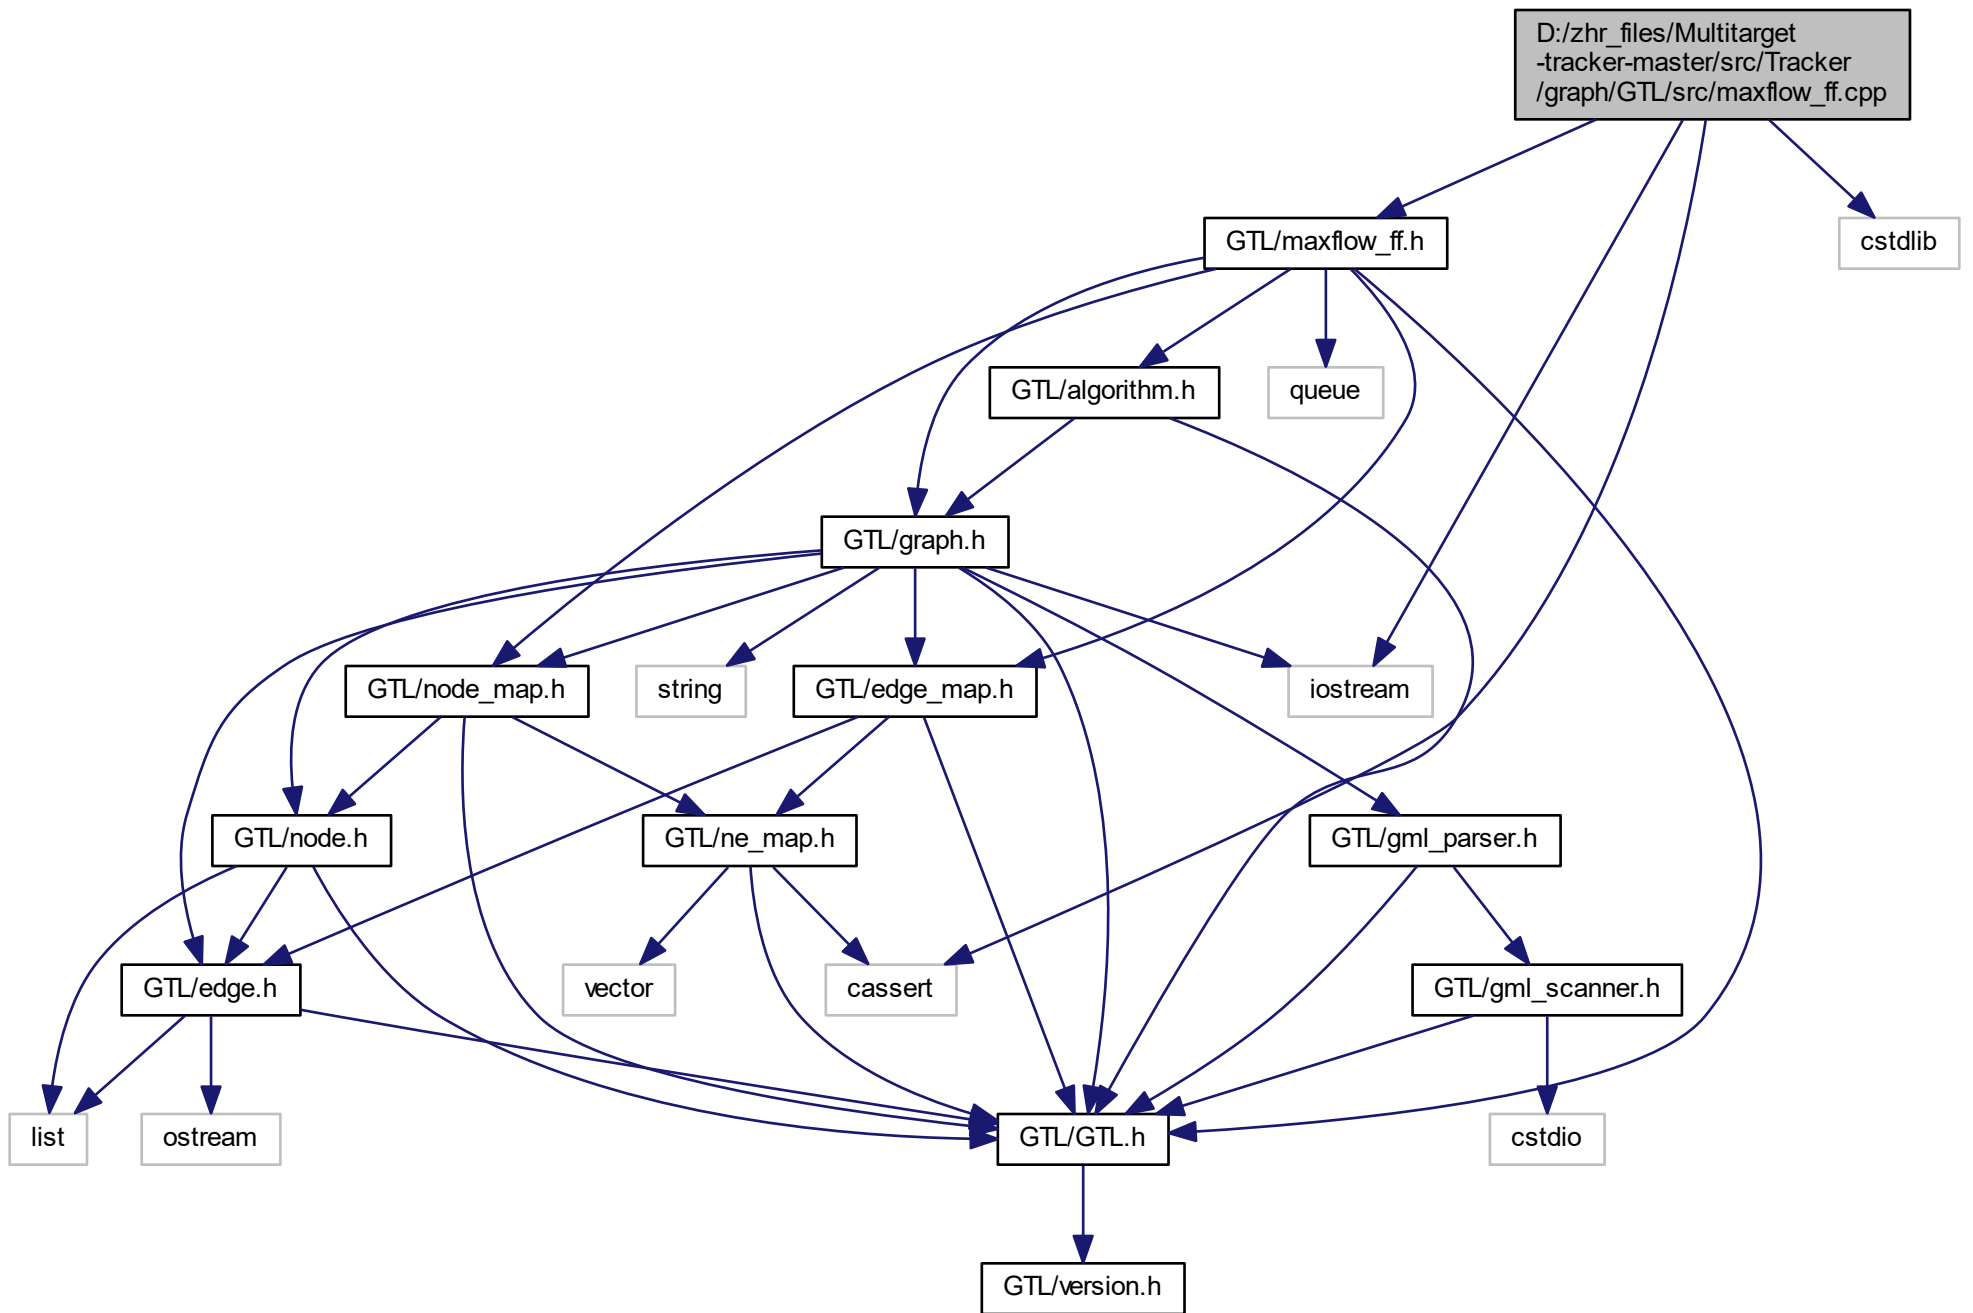 D:/zhr_files/Multitarget
-tracker-master/src/Tracker
/graph/GTL/src/maxflow_ff.cpp
GTL/maxflow_ff.h
cstdlib
GTL/algorithm.h
queue
GTL/graph.h
GTL/node_map.h
string
GTL/edge_map.h
iostream
GTL/node.h
GTL/ne_map.h
GTL/gml_parser.h
GTL/edge.h
vector
cassert
GTL/gml_scanner.h
list
ostream
GTL/GTL.h
cstdio
GTL/version.h